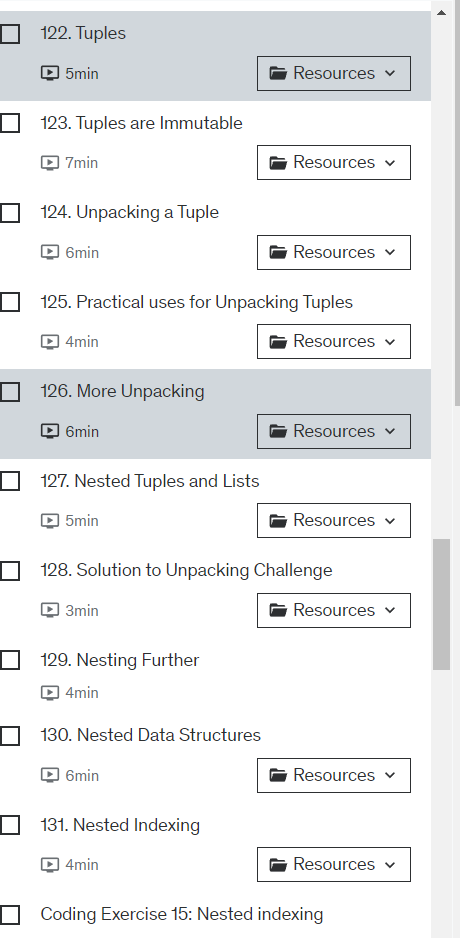 122. Tuples
5min Resources
123. Tuples are Immutable
7min Resources
124. Unpacking a Tuple
6min Resources
125. Practical uses for Unpacking Tuples
4min Resources
126. More Unpacking
6min Resources
127. Nested Tuples and Lists
5min Resources
128. Solution to Unpacking Challenge
3min Resources
129. Nesting Further
4min
130. Nested Data Structures
6min Resources
131. Nested Indexing
4min Resources
Coding Exercise 15: Nested indexing